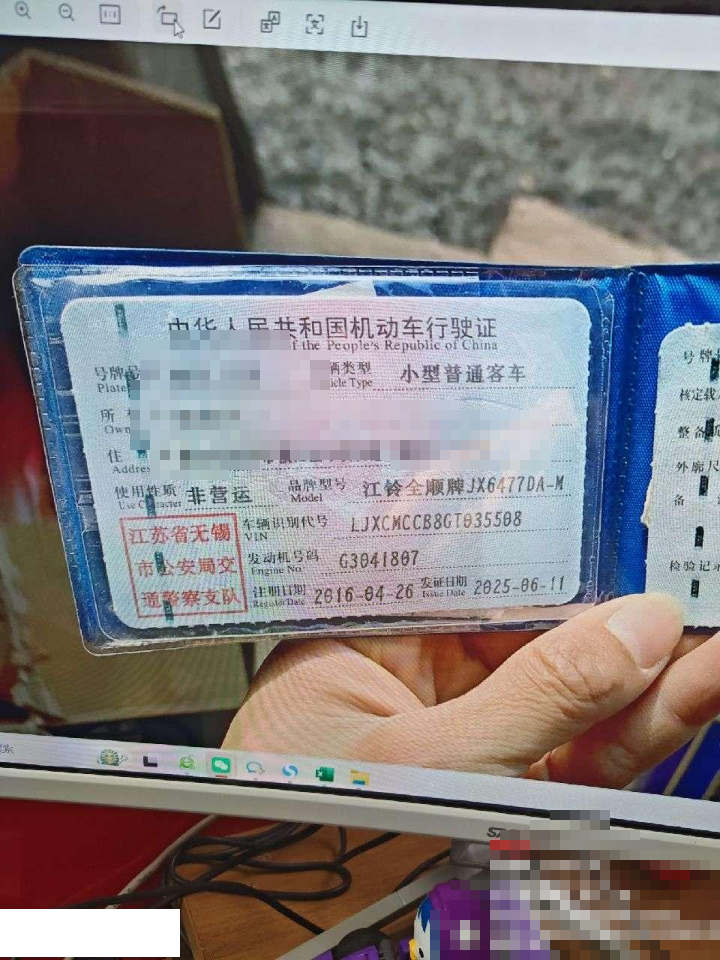 中华人民共和国机动车行驶证
the People's Republic of China
号牌
Plate
辆类型
icle Type
小型普通客车
所
Own
住
Address
使用性质
Use Character
非营运
品牌型号
Model
江铃全顺牌JX6477DA-M
江苏省无锡
市公安局交
通警察支队
车辆识别代号
VIN
LJXCMCCB8GT035508
发动机号码
Engine No
G3041807
注册日期
Register Date
2016-04-26
发证日期
Issue Date
2025-06-11
号牌
核定载
整备质
外廓尺
备
检验记录